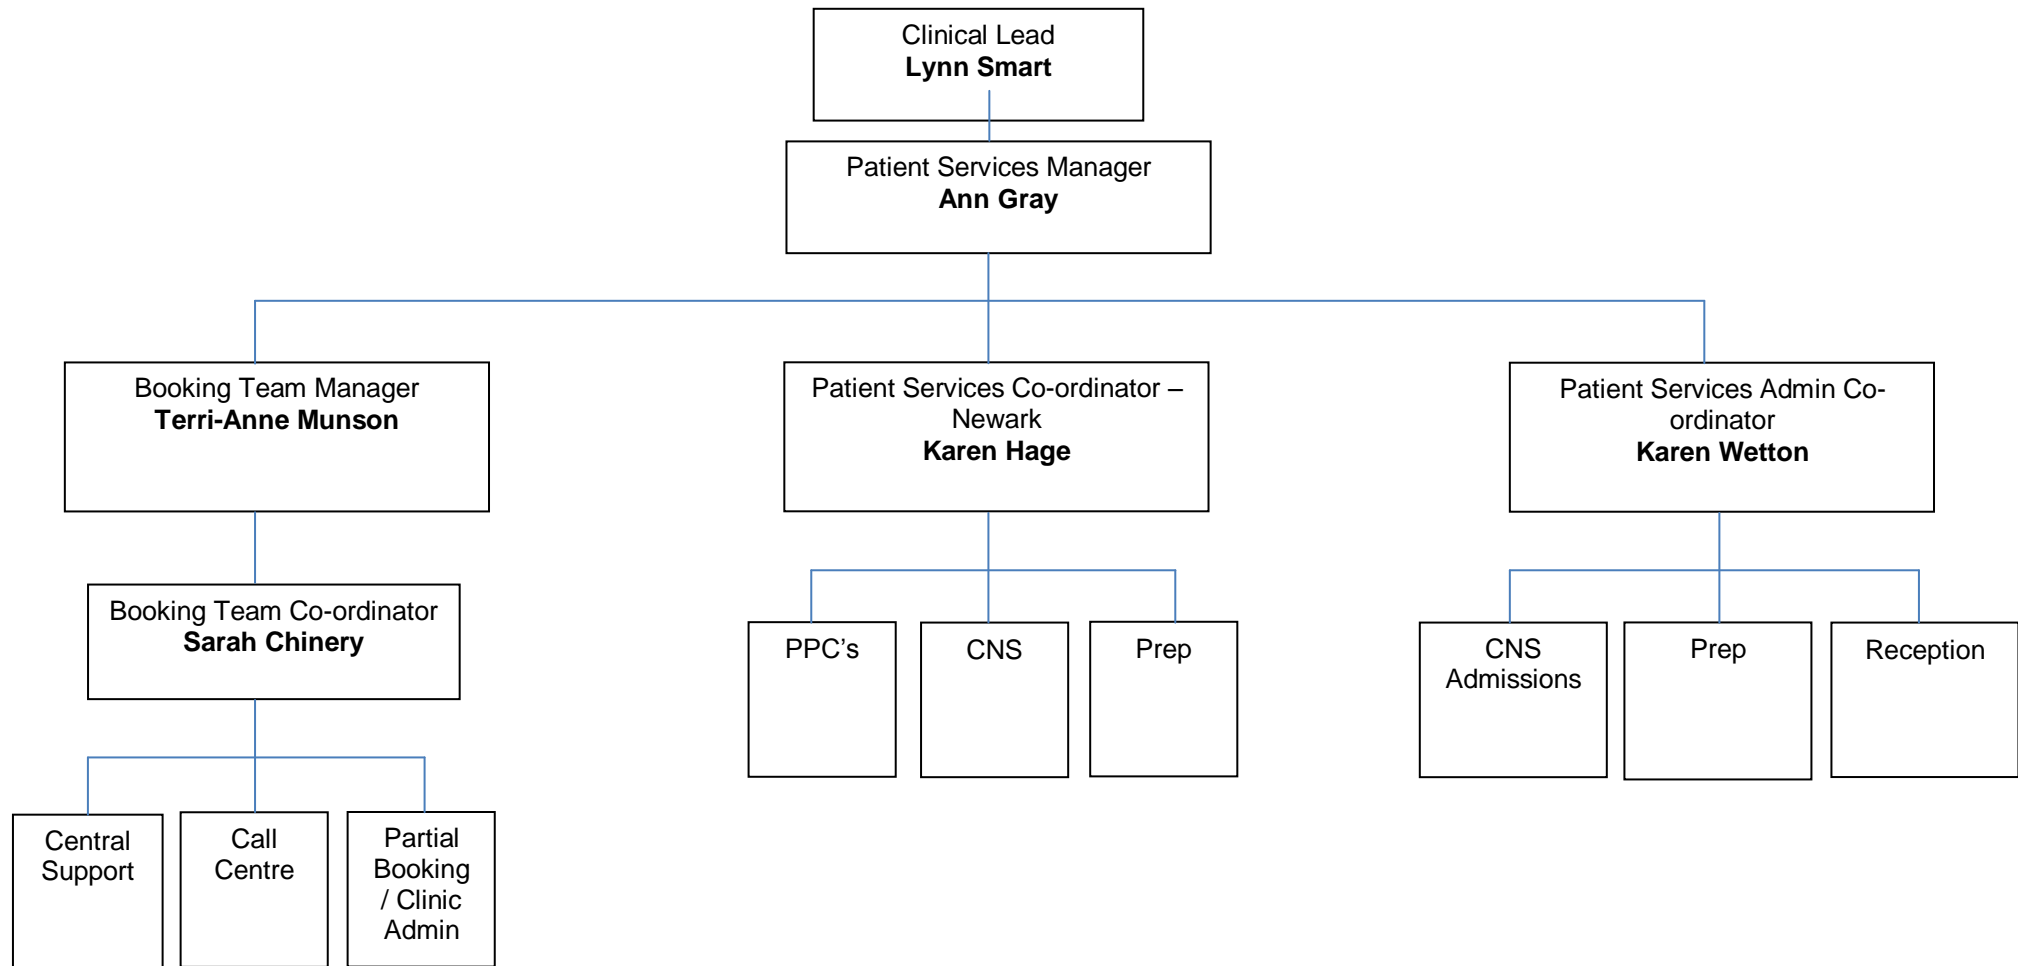 Clinical Lead
Lynn Smart
Patient Services Manager
Ann Gray
Booking Team Manager
Terri-Anne Munson
Patient Services Co-ordinator –
Newark
Karen Hage
Patient Services Admin Co-
ordinator
Karen Wetton
Booking Team Co-ordinator
Sarah Chinery
PPC’s
CNS
Prep
CNS
Admissions
Prep
Reception
Central
Support
Call
Centre
Partial
Booking
/ Clinic
Admin